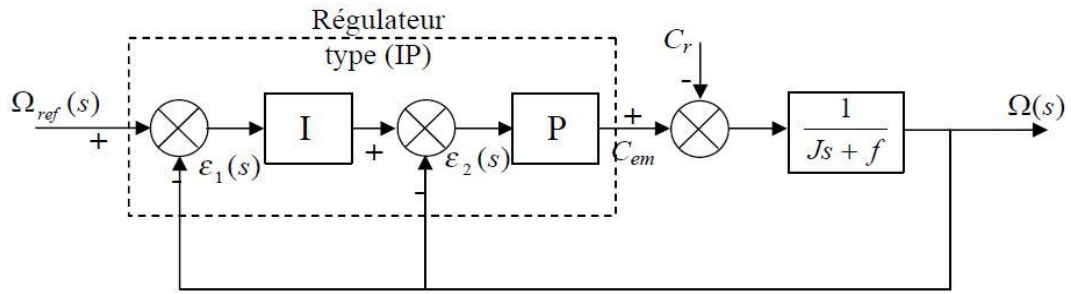 Régulateur
type (IP)
C_r
-
Ω_ref (s)
+
-
ε_1 (s)
I
+
-
ε_2 (s)
P
+
C_em
1
Js + f
Ω(s)